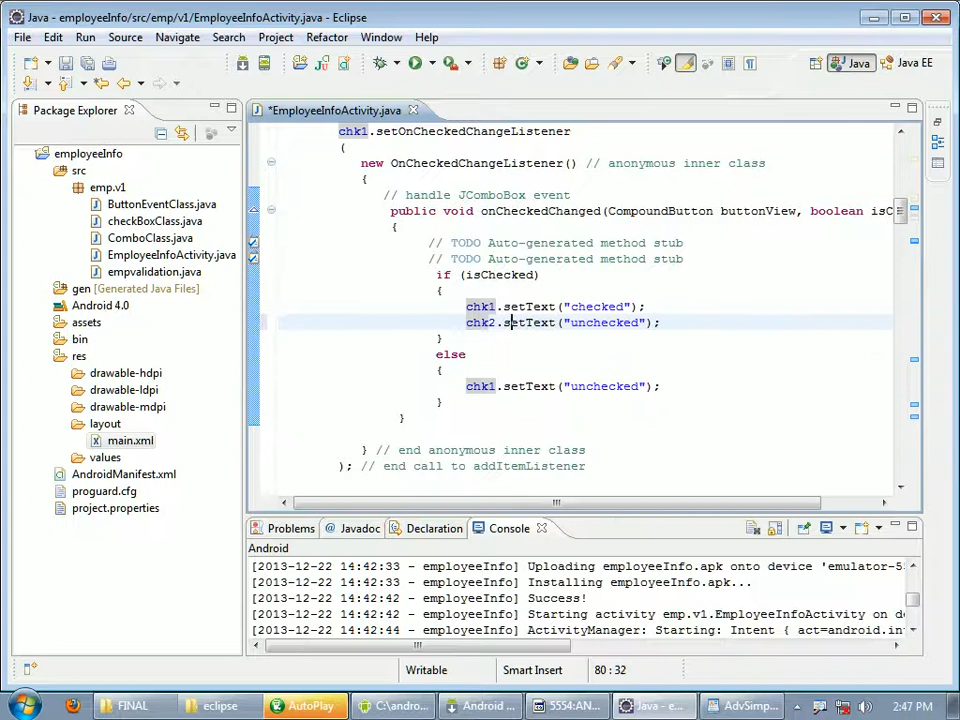 Java - employeeInfo/src/emp/v1/EmployeeInfoActivity.java - Eclipse
File Edit Run Source Navigate Search Project Refactor Window Help
Java Java EE
Package Explorer
*EmployeeInfoActivity.java
employeeInfo
src
emp.v1
ButtonEventClass.java
checkBoxClass.java
ComboClass.java
EmployeeInfoActivity.java
empvalidation.java
gen [Generated Java Files]
Android 4.0
assets
bin
res
drawable-hdpi
drawable-ldpi
drawable-mdpi
layout
main.xml
values
AndroidManifest.xml
proguard.cfg
project.properties
chk1.setOnCheckedChangeListener
(
new OnCheckedChangeListener() // anonymous inner class
{
// handle JComboBox event
public void onCheckedChanged(CompoundButton buttonView, boolean isC
{
// TODO Auto-generated method stub
// TODO Auto-generated method stub
if (isChecked)
{
chk1.setText("checked");
chk2.setText("unchecked");
}
else
{
chk1.setText("unchecked");
}
}
} // end anonymous inner class
); // end call to addItemListener
Problems @ Javadoc Declaration Console
Android
[2013-12-22 14:42:33 - employeeInfo] Uploading employeeInfo.apk onto device 'emulator-55
[2013-12-22 14:42:33 - employeeInfo] Installing employeeInfo.apk...
[2013-12-22 14:42:42 - employeeInfo] Success!
[2013-12-22 14:42:42 - employeeInfo] Starting activity emp.v1.EmployeeInfoActivity on de
[2013-12-22 14:42:44 - employeeInfo] ActivityManager: Starting: Intent { act=android.int
Writable Smart Insert 80 : 32
FINAL eclipse AutoPlay C:\andro... Android ... 5554:AN... Java - e... AdvSimp... 2:47 PM